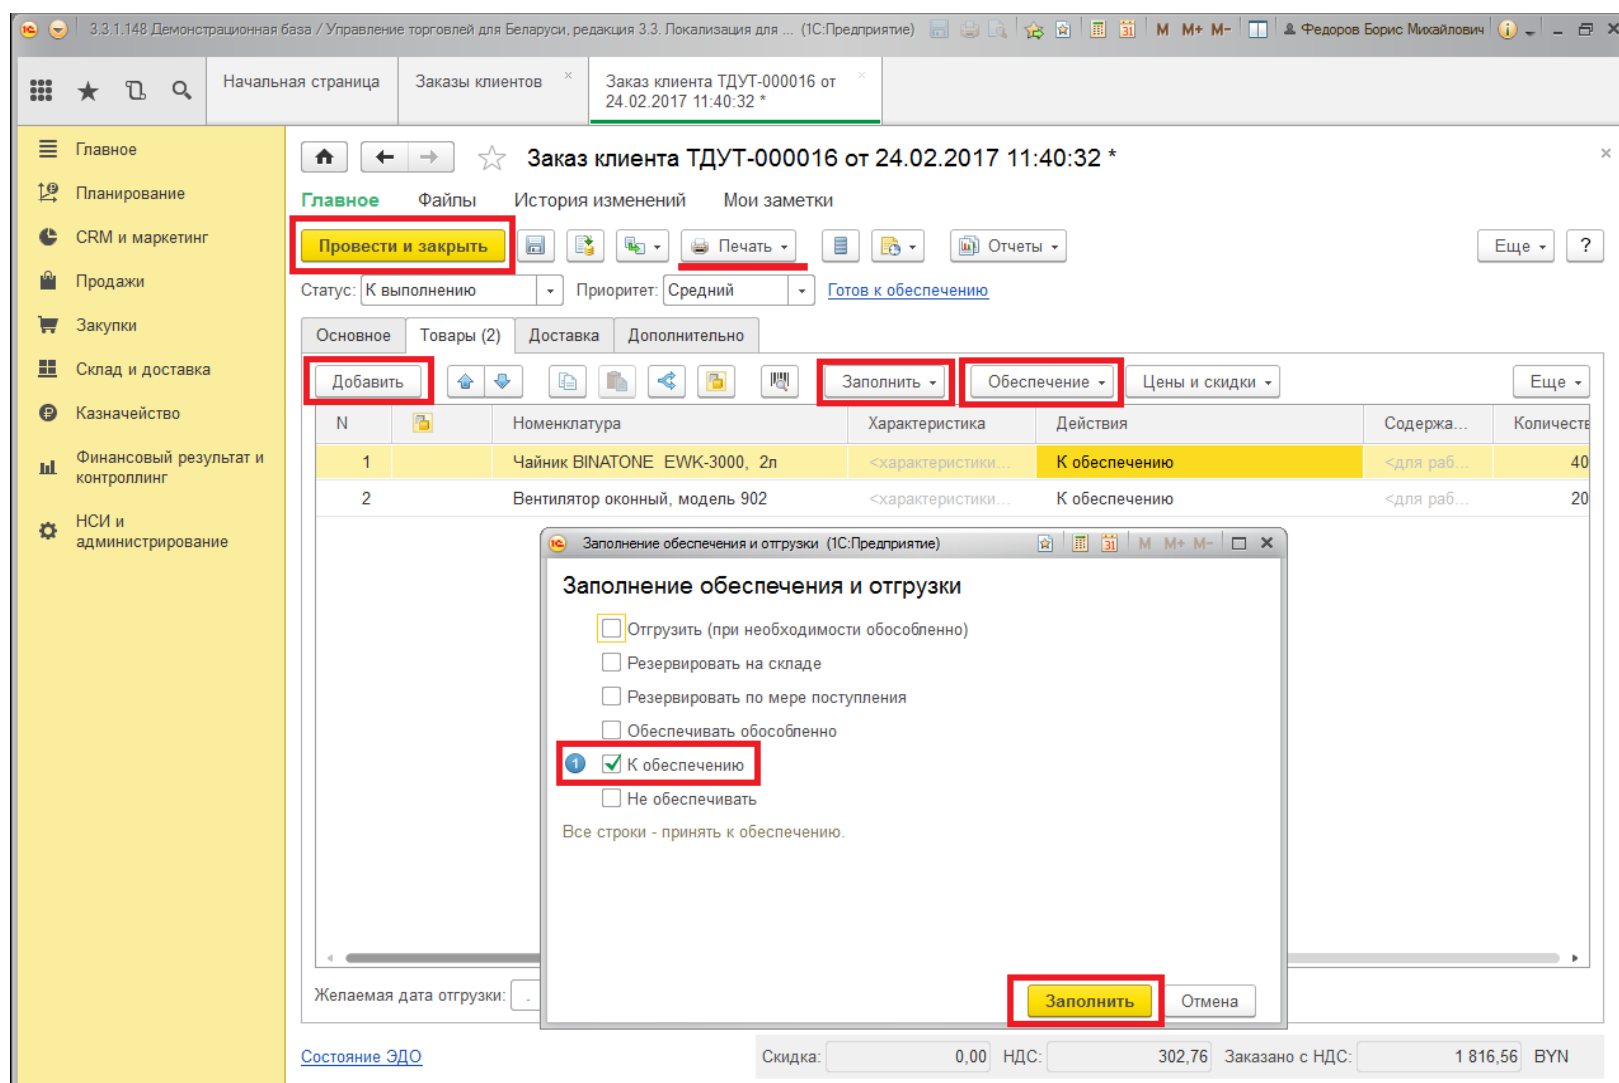 3.3.1.148 Демонстрационная база / Управление торговлей для Беларуси, редакция 3.3. Локализация для ... (1С:Предприятие) 31 M M+ M- Федоров Борис Михайлович
Начальная страница
Заказы клиентов
Заказ клиента ТДУТ-000016 от
24.02.2017 11:40:32 *
Главное
Планирование
CRM и маркетинг
Продажи
Закупки
Склад и доставка
Казначейство
Финансовый результат и
контроллинг
НСИ и
администрирование
Заказ клиента ТДУТ-000016 от 24.02.2017 11:40:32 *
Главное Файлы История изменений Мои заметки
Провести и закрыть Печать Отчеты Еще ?
Статус: К выполнению Приоритет: Средний Готов к обеспечению
Основное Товары (2) Доставка Дополнительно
Добавить Заполнить Обеспечение Цены и скидки Еще
N Номенклатура Характеристика Действия Содержа... Количеств
1 Чайник BINATONE EWK-3000, 2л <характеристики... К обеспечению <для раб... 40
2 Вентилятор оконный, модель 902 <характеристики... К обеспечению <для раб... 20
Заполнение обеспечения и отгрузки (1С:Предприятие) 31 M M+ M-
Заполнение обеспечения и отгрузки
Отгрузить (при необходимости обособленно)
Резервировать на складе
Резервировать по мере поступления
Обеспечивать обособленно
1 К обеспечению
Не обеспечивать
Все строки - принять к обеспечению.
Заполнить Отмена
Желаемая дата отгрузки: .
Состояние ЭДО Скидка: 0,00 НДС: 302,76 Заказано с НДС: 1 816,56 BYN